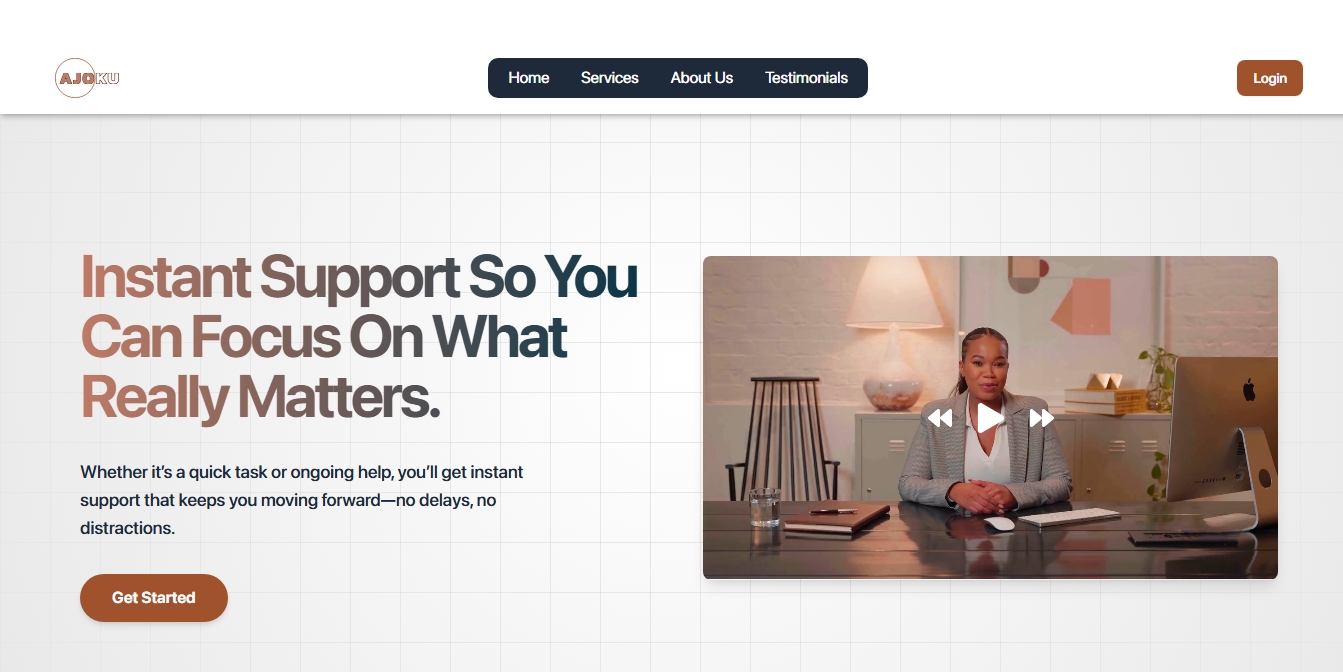 AJOKU
Home
Services
About Us
Testimonials
Login
Instant Support So You
Can Focus On What
Really Matters.
Whether it's a quick task or ongoing help, you'll get instant
support that keeps you moving forward—no delays, no
distractions.
Get Started